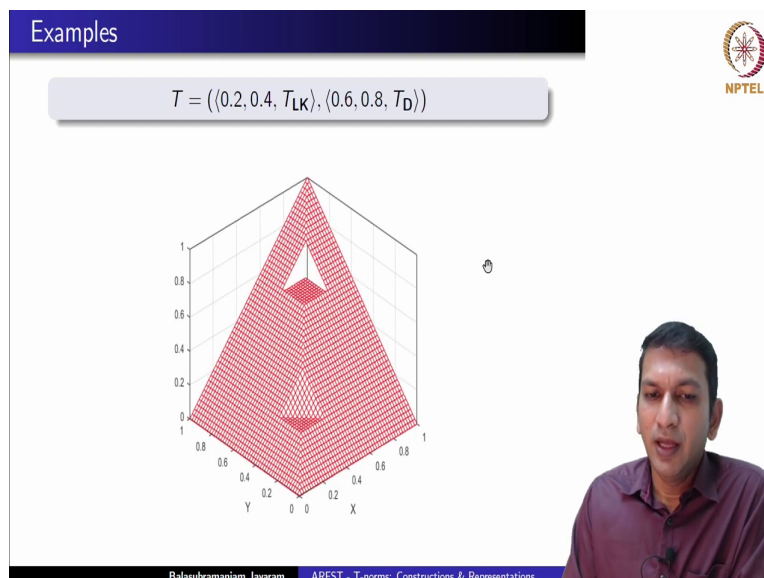 Examples
NPTEL
T = (⟨0.2, 0.4, T_LK⟩, ⟨0.6, 0.8, T_D⟩)
1
0.8
0.6
0.4
0.2
0
1
0.8
0.6
0.4
0.2
0
Y
0
0.2
0.4
0.6
0.8
1
X
Balasubramaniam Jayaram
AREST - T-norms: Constructions & Representations